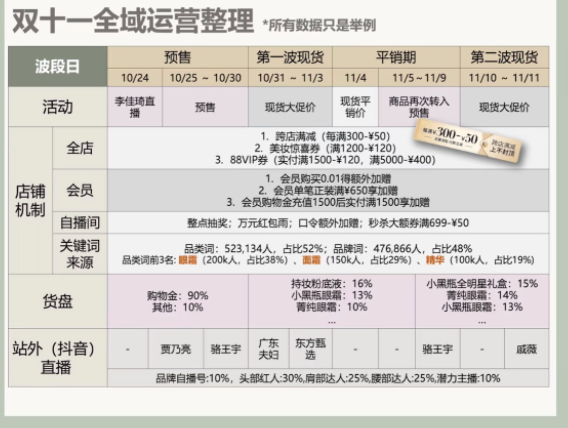 双十一全域运营整理 *所有数据只是举例
波段日 预售 第一波现货 平销期 第二波现货
10/24 10/25 ~ 10/30 10/31 ~ 11/3 11/4 11/5~11/9 11/10 ~ 11/11
活动 李佳琦直播 预售 现货大促价 现货平销价 商品再次转入预售 现货大促价
店铺机制
全店
1. 跨店满减（每满300-¥50）
2. 美妆惊喜券（满1200-¥120）
3. 88VIP券（实付满1500-¥120，满5000-¥400）
每满¥300-¥50
跨店满减
上不封顶
会员
1. 会员购买0.01得额外加赠
2. 会员单笔正装满¥650享加赠
3. 会员购物金充值1500后实付满1500享加赠
自播间 整点抽奖；万元红包雨；口令额外加赠；秒杀大额券满699-¥50
关键词来源
品类词：523,134人，占比52%；品牌词：476,866人，占比48%
品类词前3名：眼霜（200k人，占比38%）、面霜（150k人，占比29%）、精华（100k人，占比19%）
货盘
购物金：90%
其他：10%
持妆粉底液：16%
小黑瓶眼霜：13%
菁纯眼霜：10%
...
小黑瓶全明星礼盒：15%
菁纯眼霜：14%
小黑瓶眼霜：13%
...
站外（抖音）直播
- 贾乃亮 骆王宇 广东夫妇 东方甄选 - - 骆王宇 - 戚薇
品牌自播号:10%，头部红人:30%,肩部达人:25%,腰部达人:25%,潜力主播:10%